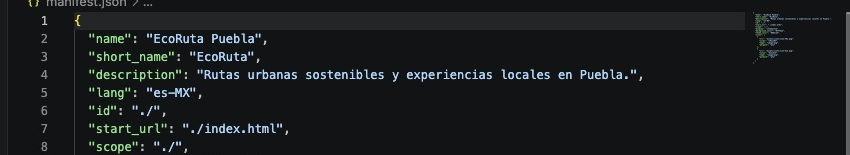 {} manifest.json > ...
1 {
2 "name": "EcoRuta Puebla",
3 "short_name": "EcoRuta",
4 "description": "Rutas urbanas sostenibles y experiencias locales en Puebla.",
5 "lang": "es-MX",
6 "id": "./",
7 "start_url": "./index.html",
8 "scope": "./",